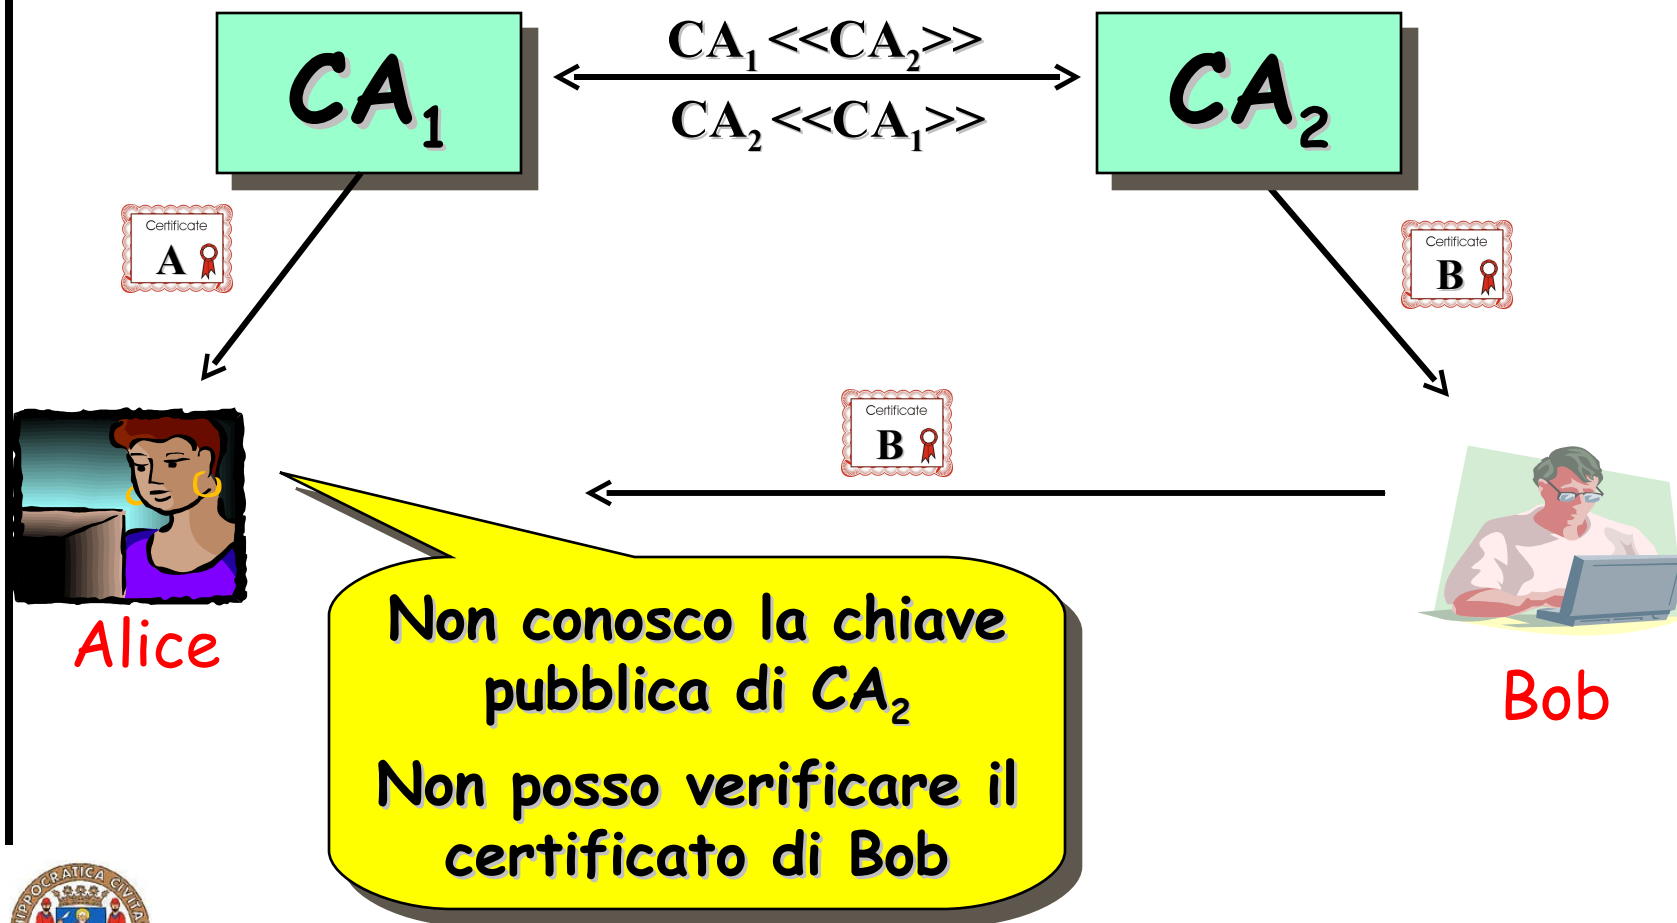 CA1
CA1 <<CA2>>
CA2 <<CA1>>
CA2
Certificate
A
Certificate
B
Certificate
B
Alice
Bob
Non conosco la chiave
pubblica di CA2
Non posso verificare il
certificato di Bob